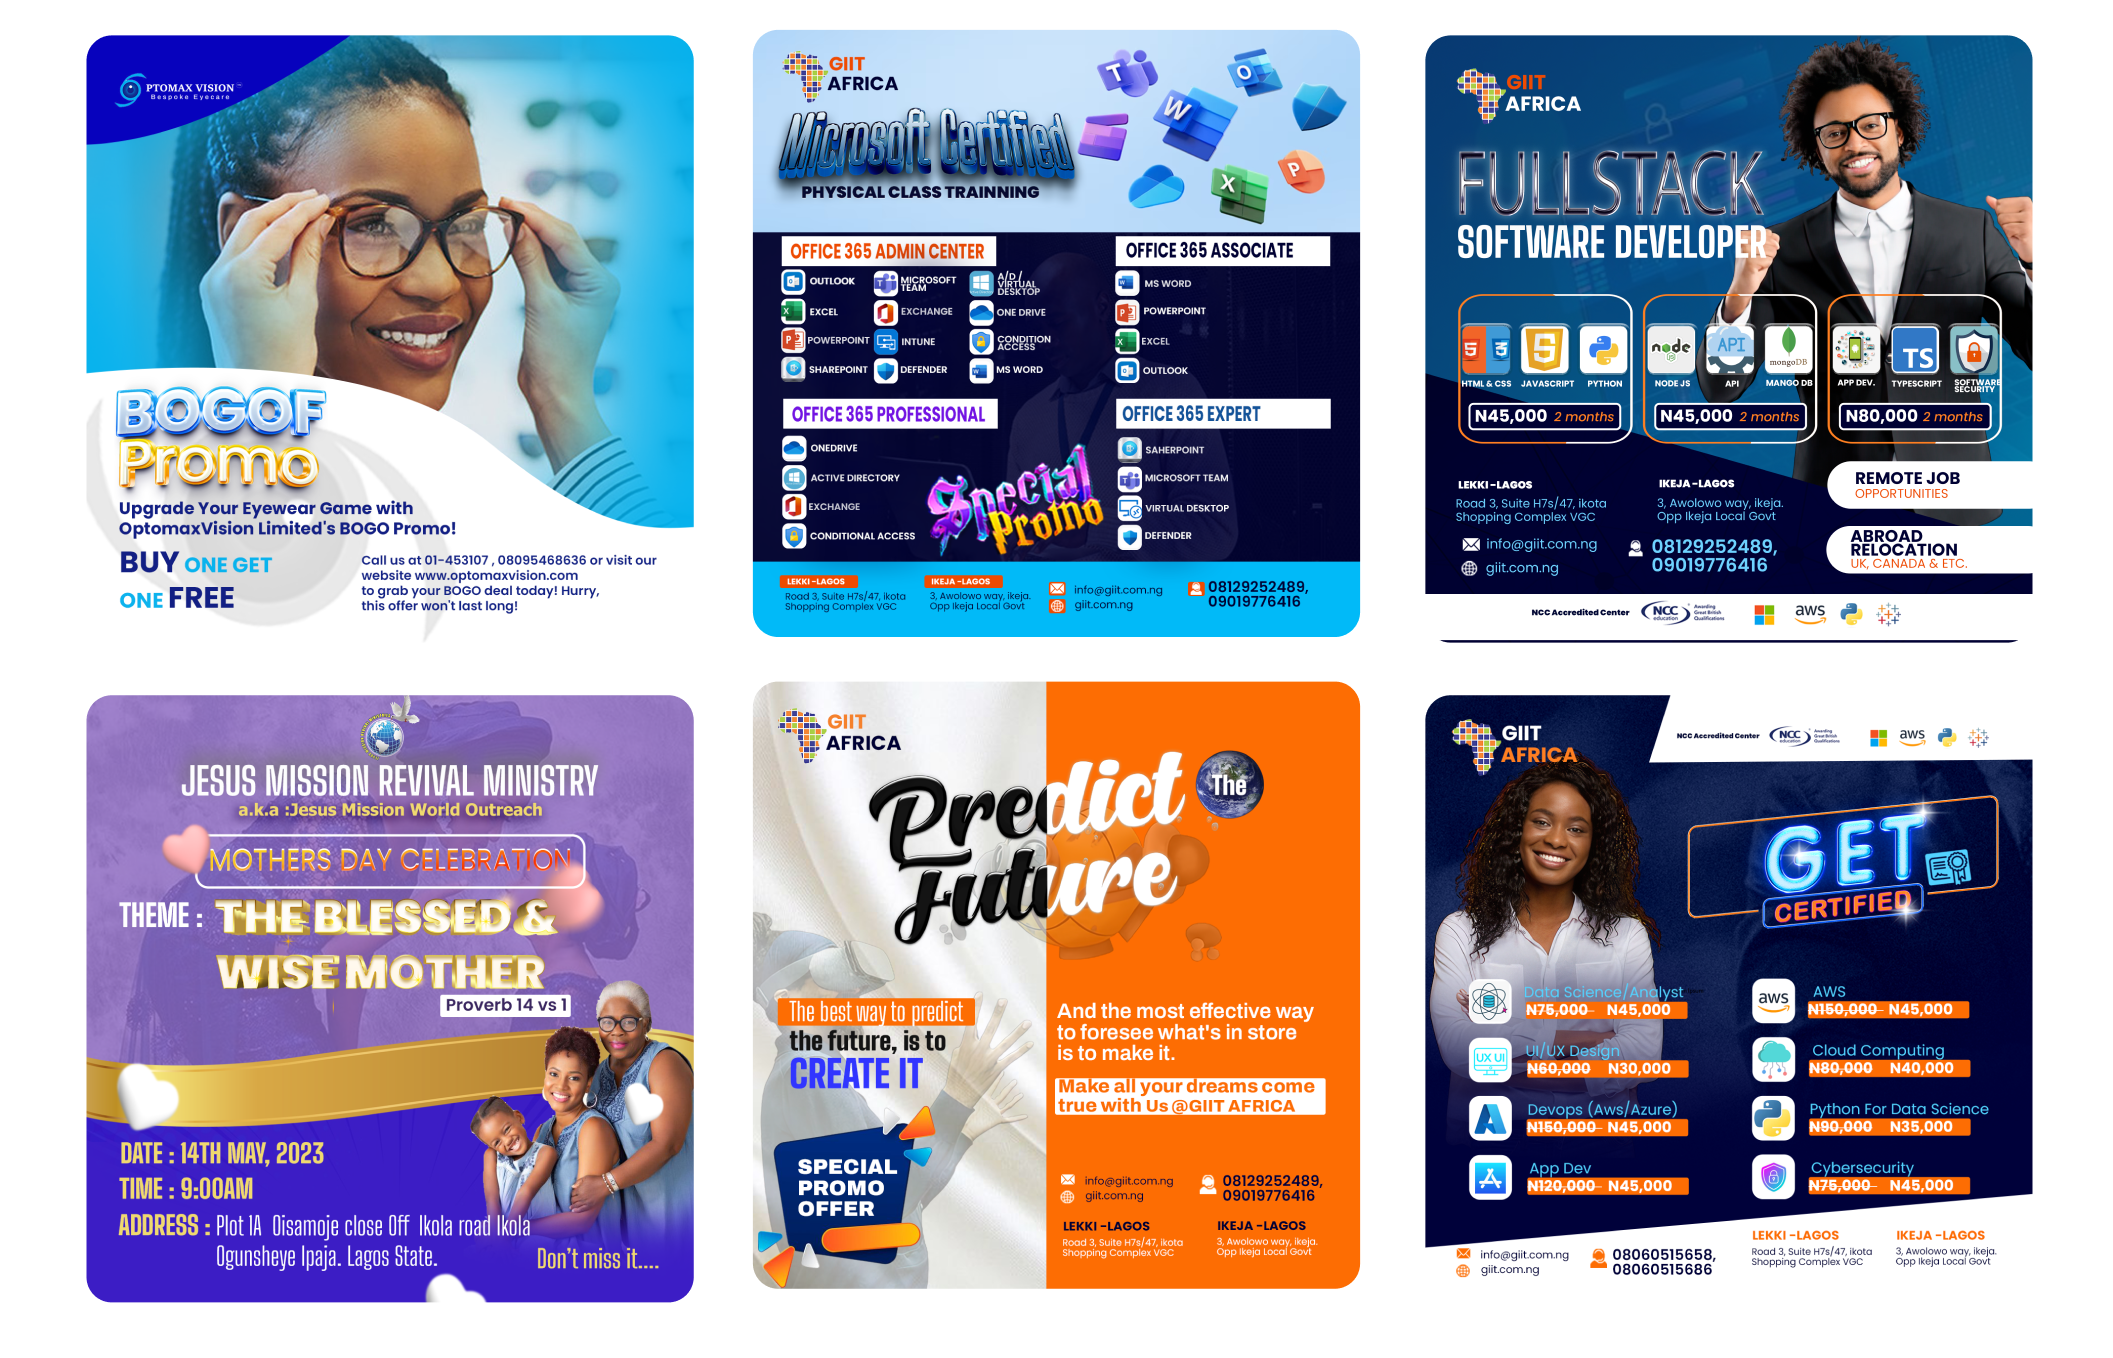 PTOMAX VISION
Bespoke Eyecare
BOGOF
Promo
Upgrade Your Eyewear Game with
OptomaxVision Limited's BOGO Promo!
BUY ONE GET
ONE FREE
Call us at 01-453107 , 08095468636 or visit our
website www.optomaxvision.com
to grab your BOGO deal today! Hurry,
this offer won't last long!
GIIT
AFRICA
Microsoft Certified
PHYSICAL CLASS TRAINNING
T
O
W
P
X
OFFICE 365 ADMIN CENTER
OUTLOOK
MICROSOFT
TEAM
A/D /
VIRTUAL
DESKTOP
EXCEL
EXCHANGE
ONE DRIVE
POWERPOINT
INTUNE
CONDITION
ACCESS
SHAREPOINT
DEFENDER
MS WORD
OFFICE 365 ASSOCIATE
MS WORD
POWERPOINT
EXCEL
OUTLOOK
OFFICE 365 PROFESSIONAL
ONEDRIVE
ACTIVE DIRECTORY
EXCHANGE
CONDITIONAL ACCESS
Special
Promo
OFFICE 365 EXPERT
SAHERPOINT
MICROSOFT TEAM
VIRTUAL DESKTOP
DEFENDER
LEKKI -LAGOS
Road 3, Suite H7s/47, ikota
Shopping Complex VGC
IKEJA -LAGOS
3, Awolowo way, ikeja.
Opp Ikeja Local Govt
info@giit.com.ng
giit.com.ng
08129252489,
09019776416
GIIT
AFRICA
FULLSTACK
SOFTWARE DEVELOPER
5 3
HTML & CSS
5
JAVASCRIPT
PYTHON
N45,000 2 months
node
JS
NODE JS
API
API
mongoDB
MANGO DB
N45,000 2 months
APP DEV.
TS
TYPESCRIPT
SOFTWARE
SECURITY
N80,000 2 months
LEKKI -LAGOS
Road 3, Suite H7s/47, ikota
Shopping Complex VGC
IKEJA -LAGOS
3, Awolowo way, ikeja.
Opp Ikeja Local Govt
info@giit.com.ng
giit.com.ng
08129252489,
09019776416
REMOTE JOB
OPPORTUNITIES
ABROAD
RELOCATION
UK, CANADA & ETC.
NCC Accredited Center
NCC
education
Awarding
Great British
Qualifications
aws
JESUS MISSION REVIVAL MINISTRY
a.k.a :Jesus Mission World Outreach
MOTHERS DAY CELEBRATION
THEME : THE BLESSED &
WISE MOTHER
Proverb 14 vs 1
DATE : 14TH MAY, 2023
TIME : 9:00AM
ADDRESS : Plot 1A Oisamoje close Off Ikola road Ikola
Ogunsheye Ipaja. Lagos State.
Don't miss it....
GIIT
AFRICA
Predict
The
Future
The best way to predict
the future, is to
CREATE IT
SPECIAL
PROMO
OFFER
And the most effective way
to foresee what's in store
is to make it.
Make all your dreams come
true with Us @GIIT AFRICA
info@giit.com.ng
giit.com.ng
08129252489,
09019776416
LEKKI -LAGOS
Road 3, Suite H7s/47, ikota
Shopping Complex VGC
IKEJA -LAGOS
3, Awolowo way, ikeja.
Opp Ikeja Local Govt
GIIT
AFRICA
NCC Accredited Center
NCC
education
Awarding
Great British
Qualifications
aws
GET
CERTIFIED
Data Science/Analyst
N75,000 N45,000
UX UI
UI/UX Design
N60,000 N30,000
Devops (Aws/Azure)
N150,000 N45,000
App Dev
N120,000 N45,000
aws
AWS
N150,000 N45,000
Cloud Computing
N80,000 N40,000
Python For Data Science
N90,000 N35,000
Cybersecurity
N75,000 N45,000
info@giit.com.ng
giit.com.ng
08060515658,
08060515686
LEKKI -LAGOS
Road 3, Suite H7s/47, ikota
Shopping Complex VGC
IKEJA -LAGOS
3, Awolowo way, ikeja.
Opp Ikeja Local Govt